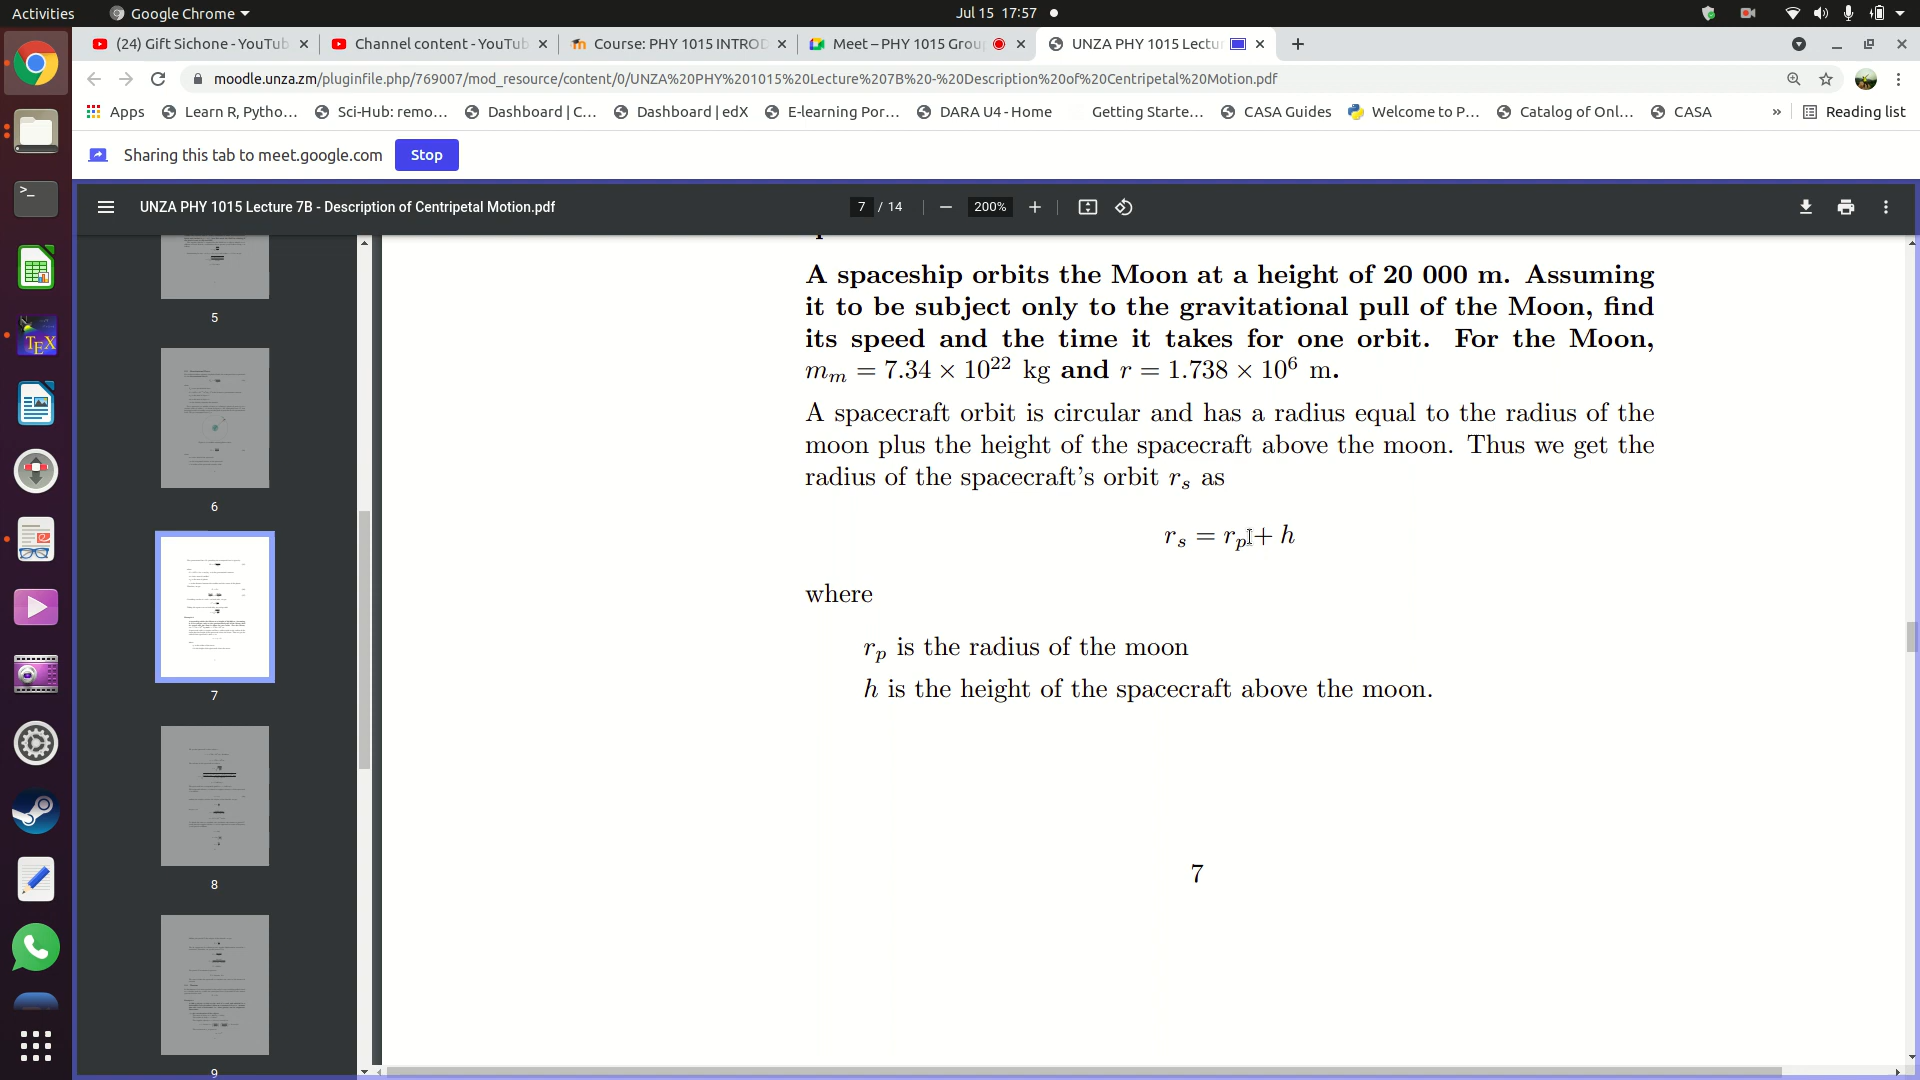 Activities
Google Chrome
Jul 15 17:57
(24) Gift Sichone - YouTub
Channel content - YouTub
Course: PHY 1015 INTROD
Meet – PHY 1015 Grou
UNZA PHY 1015 Lectur
moodle.unza.zm/pluginfile.php/769007/mod_resource/content/0/UNZA%20PHY%201015%20Lecture%207B%20-%20Description%20of%20Centripetal%20Motion.pdf
Apps
Learn R, Pytho...
Sci-Hub: remo...
Dashboard | C...
Dashboard | edX
E-learning Por...
DARA U4 - Home
Getting Starte...
CASA Guides
Welcome to P...
Catalog of Onl...
CASA
»
Reading list
Sharing this tab to meet.google.com
Stop
UNZA PHY 1015 Lecture 7B - Description of Centripetal Motion.pdf
7 / 14
200%
5
6
7
8
9
A spaceship orbits the Moon at a height of 20 000 m. Assuming
it to be subject only to the gravitational pull of the Moon, find
its speed and the time it takes for one orbit. For the Moon,
m_m = 7.34 × 10^22 kg and r = 1.738 × 10^6 m.
A spacecraft orbit is circular and has a radius equal to the radius of the
moon plus the height of the spacecraft above the moon. Thus we get the
radius of the spacecraft's orbit r_s as
r_s = r_p + h
where
r_p is the radius of the moon
h is the height of the spacecraft above the moon.
7